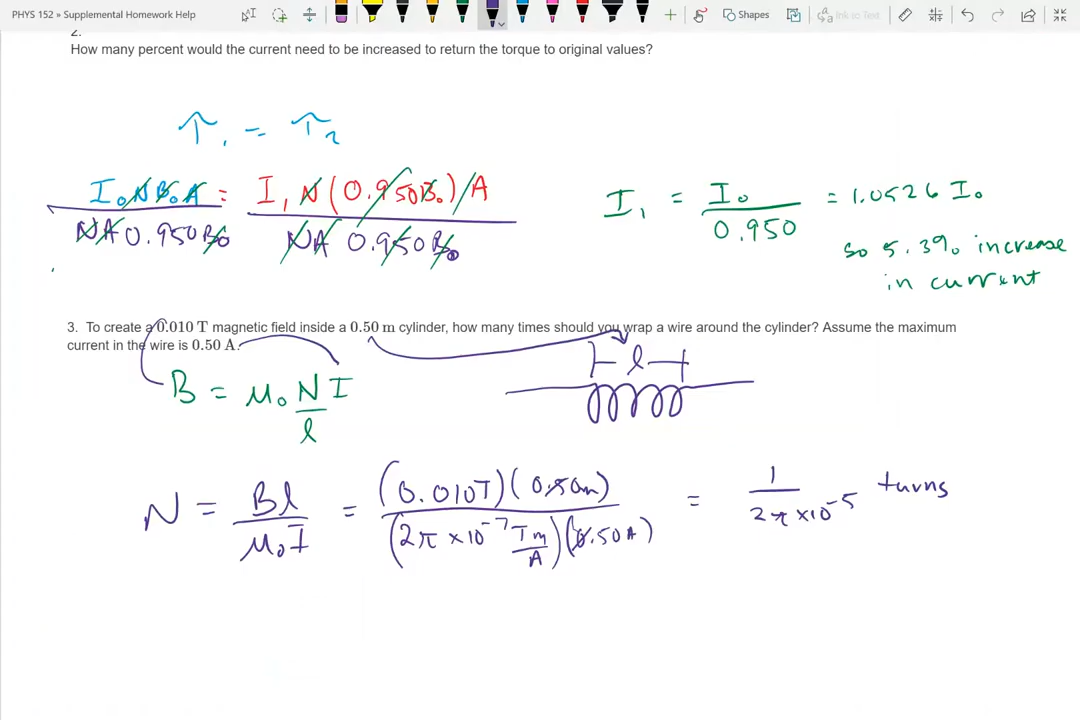 PHYS 152 » Supplemental Homework Help
Shapes
Ink to Text
2.
How many percent would the current need to be increased to return the torque to original values?
τ₁ = τ₂
I₀NB₀A / NA 0.950B₀ = I₁N(0.950B₀)A / NA 0.950B₀
I₁ = I₀ / 0.950 = 1.0526 I₀
so 5.3% increase
in current
3. To create a 0.010 T magnetic field inside a 0.50 m cylinder, how many times should you wrap a wire around the cylinder? Assume the maximum
current in the wire is 0.50 A.
l
B = μ₀ N/l I
N = Bl / μ₀I = (0.010T)(0.50m) / (2π ×10⁻⁷ Tm/A)(0.50A) = 1 / 2π×10⁻⁵ turns